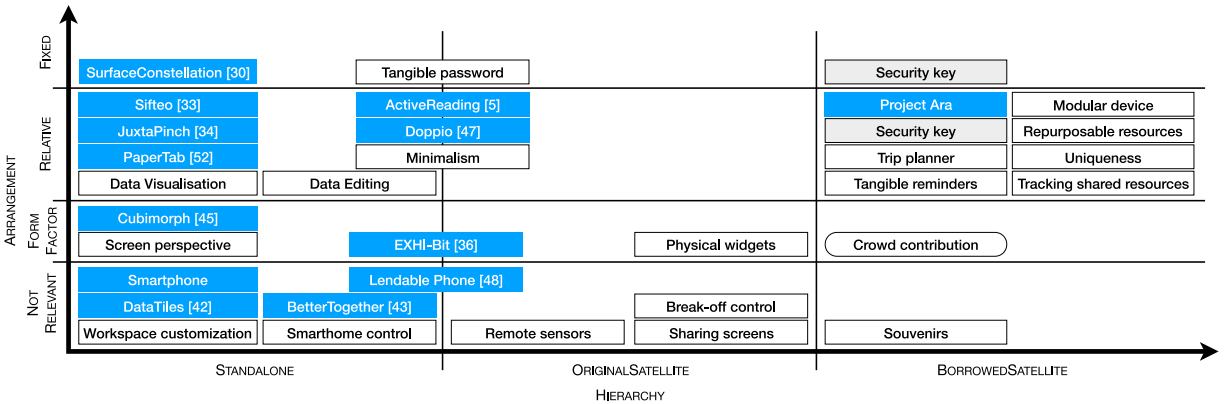 FIXED
SurfaceConstellation [30]
Tangible password
Security key
ARRANGEMENT
RELATIVE
Sifteo [33]
ActiveReading [5]
Project Ara
Modular device
JuxtaPinch [34]
Doppio [47]
Security key
Repurposable resources
PaperTab [52]
Minimalism
Trip planner
Uniqueness
Data Visualisation
Data Editing
Tangible reminders
Tracking shared resources
FORM
FACTOR
Cubimorph [45]
Screen perspective
EXHI-Bit [36]
Physical widgets
Crowd contribution
NOT
RELEVANT
Smartphone
Lendable Phone [48]
DataTiles [42]
BetterTogether [43]
Break-off control
Workspace customization
Smarthome control
Remote sensors
Sharing screens
Souvenirs
STANDALONE
ORIGINALSATELLITE
BORROWEDSATELLITE
HIERARCHY